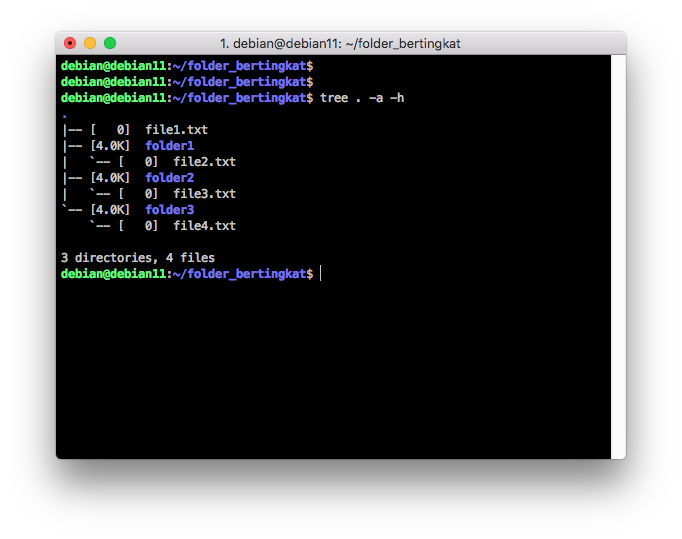 1. debian@debian11: ~/folder_bertingkat
debian@debian11:~/folder_bertingkat$
debian@debian11:~/folder_bertingkat$
debian@debian11:~/folder_bertingkat$ tree . -a -h
.
|-- [   0]  file1.txt
|-- [4.0K]  folder1
|   `-- [   0]  file2.txt
|-- [4.0K]  folder2
|   `-- [   0]  file3.txt
`-- [4.0K]  folder3
    `-- [   0]  file4.txt
3 directories, 4 files
debian@debian11:~/folder_bertingkat$